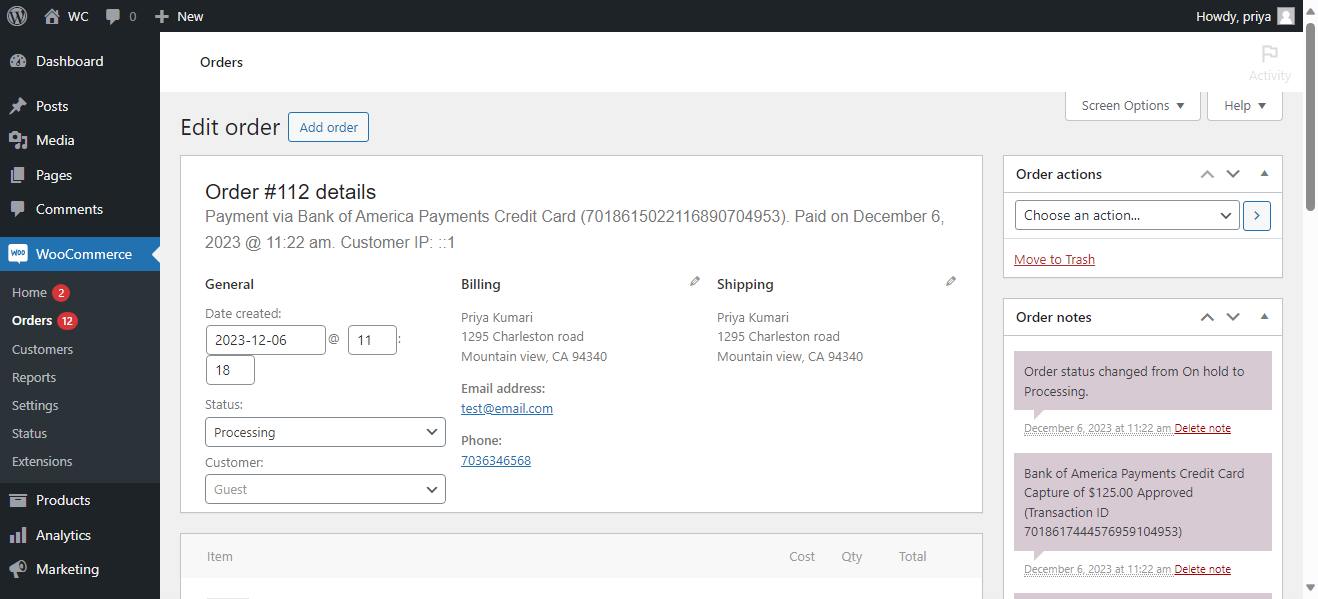 WC
0
New
Howdy, priya
Dashboard
Posts
Media
Pages
Comments
WooCommerce
Home 2
Orders 12
Customers
Reports
Settings
Status
Extensions
Products
Analytics
Marketing
Orders
Activity
Screen Options
Help
Edit order
Add order
Order #112 details
Payment via Bank of America Payments Credit Card (7018615022116890704953). Paid on December 6,
2023 @ 11:22 am. Customer IP: ::1
General
Date created:
2023-12-06 @ 11 :
18
Status:
Processing
Customer:
Guest
Billing
Priya Kumari
1295 Charleston road
Mountain view, CA 94340
Email address:
test@email.com
Phone:
7036346568
Shipping
Priya Kumari
1295 Charleston road
Mountain view, CA 94340
Item Cost Qty Total
Order actions
Choose an action...
Move to Trash
Order notes
Order status changed from On hold to
Processing.
December 6, 2023 at 11:22 am Delete note
Bank of America Payments Credit Card
Capture of $125.00 Approved
(Transaction ID
7018617444576959104953)
December 6, 2023 at 11:22 am Delete note